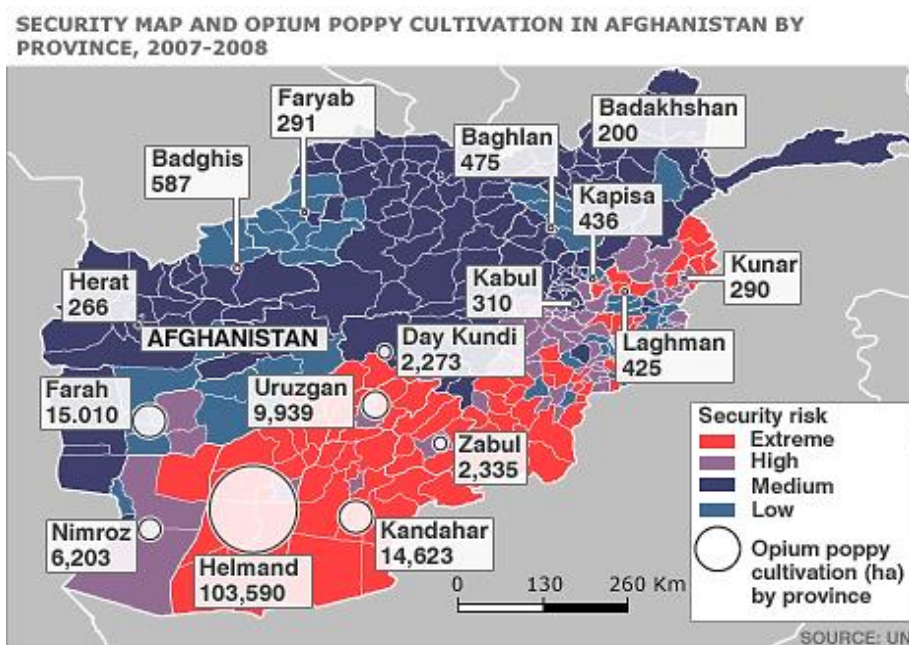 SECURITY MAP AND OPIUM POPPY CULTIVATION IN AFGHANISTAN BY
PROVINCE, 2007-2008
Faryab
291
Badakhshan
200
Baghlan
475
Badghis
587
Kapisa
436
Herat
266
Kabul
310
Kunar
290
AFGHANISTAN
Day Kundi
2,273
Laghman
425
Farah
15.010
Uruzgan
9,939
Zabul
2,335
Nimroz
6,203
Helmand
103,590
Kandahar
14,623
Security risk
Extreme
High
Medium
Low
Opium poppy
cultivation (ha)
by province
0 130 260 Km
SOURCE: UN